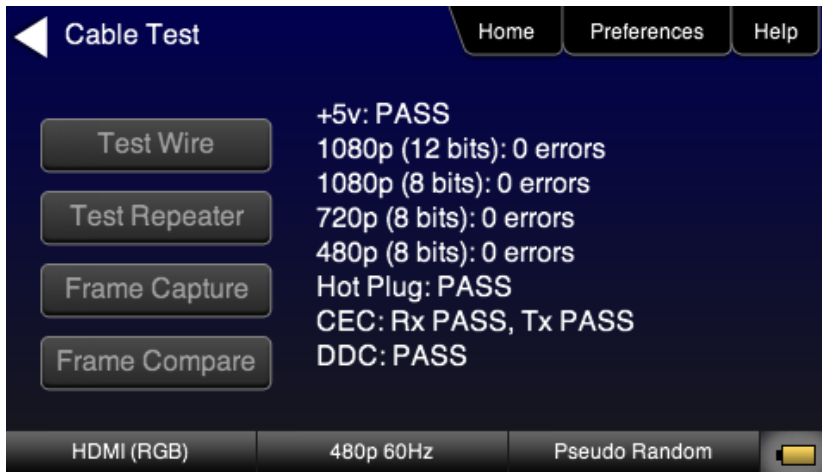 Cable Test
Home
Preferences
Help
Test Wire
Test Repeater
Frame Capture
Frame Compare
+5v: PASS
1080p (12 bits): 0 errors
1080p (8 bits): 0 errors
720p (8 bits): 0 errors
480p (8 bits): 0 errors
Hot Plug: PASS
CEC: Rx PASS, Tx PASS
DDC: PASS
HDMI (RGB)
480p 60Hz
Pseudo Random